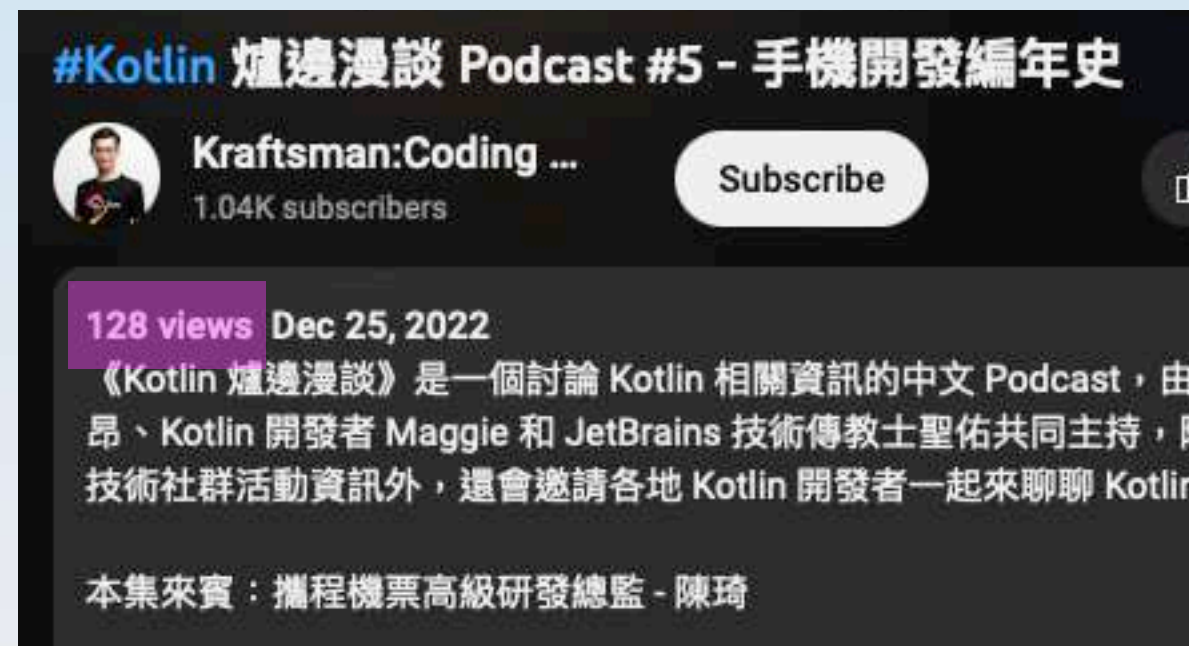 #Kotlin 爐邊漫談 Podcast #5 - 手機開發編年史
Kraftsman:Coding ...
1.04K subscribers
Subscribe
128 views Dec 25, 2022
《Kotlin 爐邊漫談》是一個討論 Kotlin 相關資訊的中文 Podcast，由
昂、Kotlin 開發者 Maggie 和 JetBrains 技術傳教士聖佑共同主持，
技術社群活動資訊外，還會邀請各地 Kotlin 開發者一起來聊聊 Kotlin
本集來賓：攜程機票高級研發總監 - 陳琦